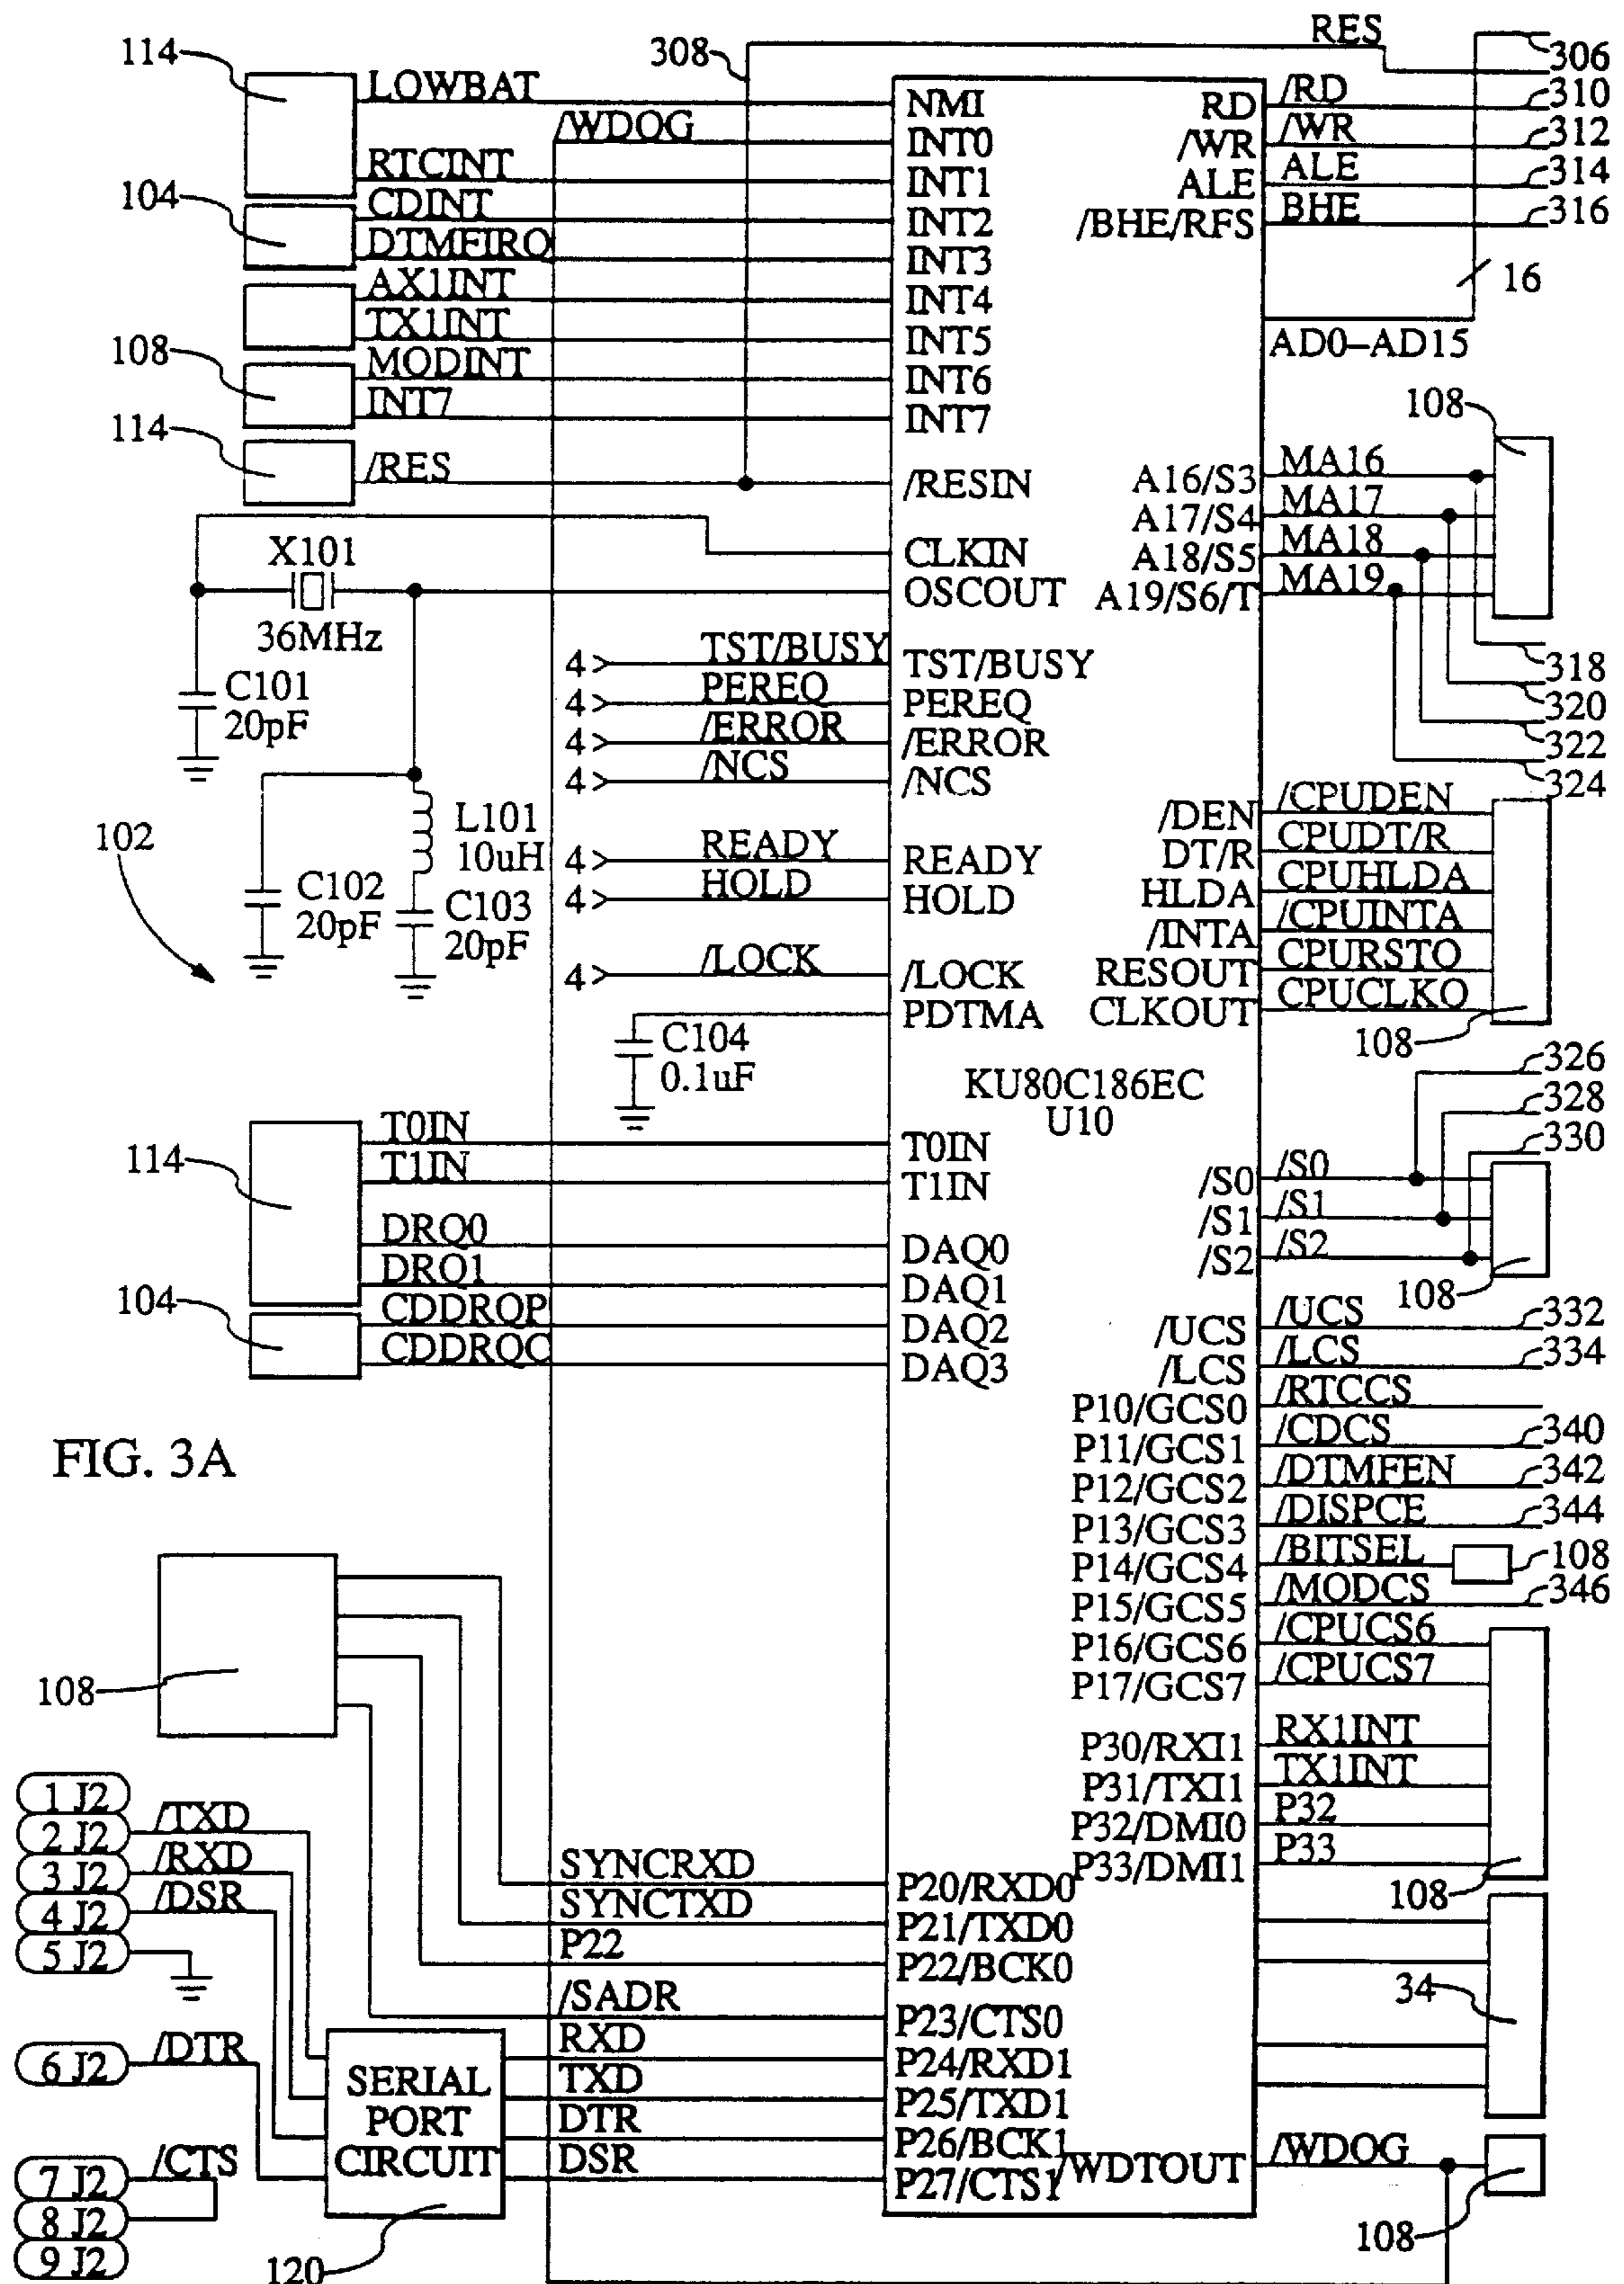 RES
308
114
306
LOWBAT
NMI
RD
/RD
310
/WDOG
INT0
/WR
/WR
312
RTCINT
INT1
ALE
ALE
314
104
CDINT
INT2
/BHE/RFS
BHE
316
DTMFIRQ
INT3
16
AX1INT
INT4
TX1INT
INT5
AD0–AD15
108
MODINT
INT6
INT7
INT7
108
114
/RES
/RESIN
A16/S3
MA16
A17/S4
MA17
X101
CLKIN
A18/S5
MA18
OSCOUT
A19/S6/T
MA19
36MHz
4> TST/BUSY
TST/BUSY
318
C101
20pF
4> PEREQ
PEREQ
320
4> /ERROR
/ERROR
322
4> /NCS
/NCS
324
102
L101
10uH
/DEN
/CPUDEN
DT/R
CPUDT/R
4> READY
READY
HLDA
CPUHLDA
C102
20pF
C103
20pF
4> HOLD
HOLD
/INTA
/CPUINTA
4> /LOCK
/LOCK
RESOUT
CPURSTO
PDTMA
CLKOUT
CPUCLKO
108
C104
0.1uF
326
KU80C186EC
U10
328
T0IN
T0IN
330
114
T1IN
T1IN
/S0
/S0
DRQ0
DAQ0
/S1
/S1
DRQ1
DAQ1
/S2
/S2
104
CDDRQP
DAQ2
108
CDDRQC
DAQ3
/UCS
/UCS
332
/LCS
/LCS
334
P10/GCS0
/RTCCS
FIG. 3A
P11/GCS1
/CDCS
340
P12/GCS2
/DTMFEN
342
P13/GCS3
/DISPCE
344
P14/GCS4
/BITSEL
108
P15/GCS5
/MODCS
346
P16/GCS6
/CPUCS6
108
P17/GCS7
/CPUCS7
P30/RXI1
RX1INT
P31/TXI1
TX1INT
1 J2
P32/DMI0
P32
2 J2
/TXD
P33/DMI1
P33
3 J2
/RXD
SYNCRXD
P20/RXD0
108
4 J2
/DSR
SYNCTXD
P21/TXD0
5 J2
P22
P22/BCK0
34
/SADR
P23/CTS0
6 J2
/DTR
RXD
P24/RXD1
SERIAL
PORT
CIRCUIT
TXD
P25/TXD1
DTR
P26/BCK1
7 J2
/CTS
DSR
P27/CTS1
/WDTOUT
/WDOG
8 J2
108
9 J2
120